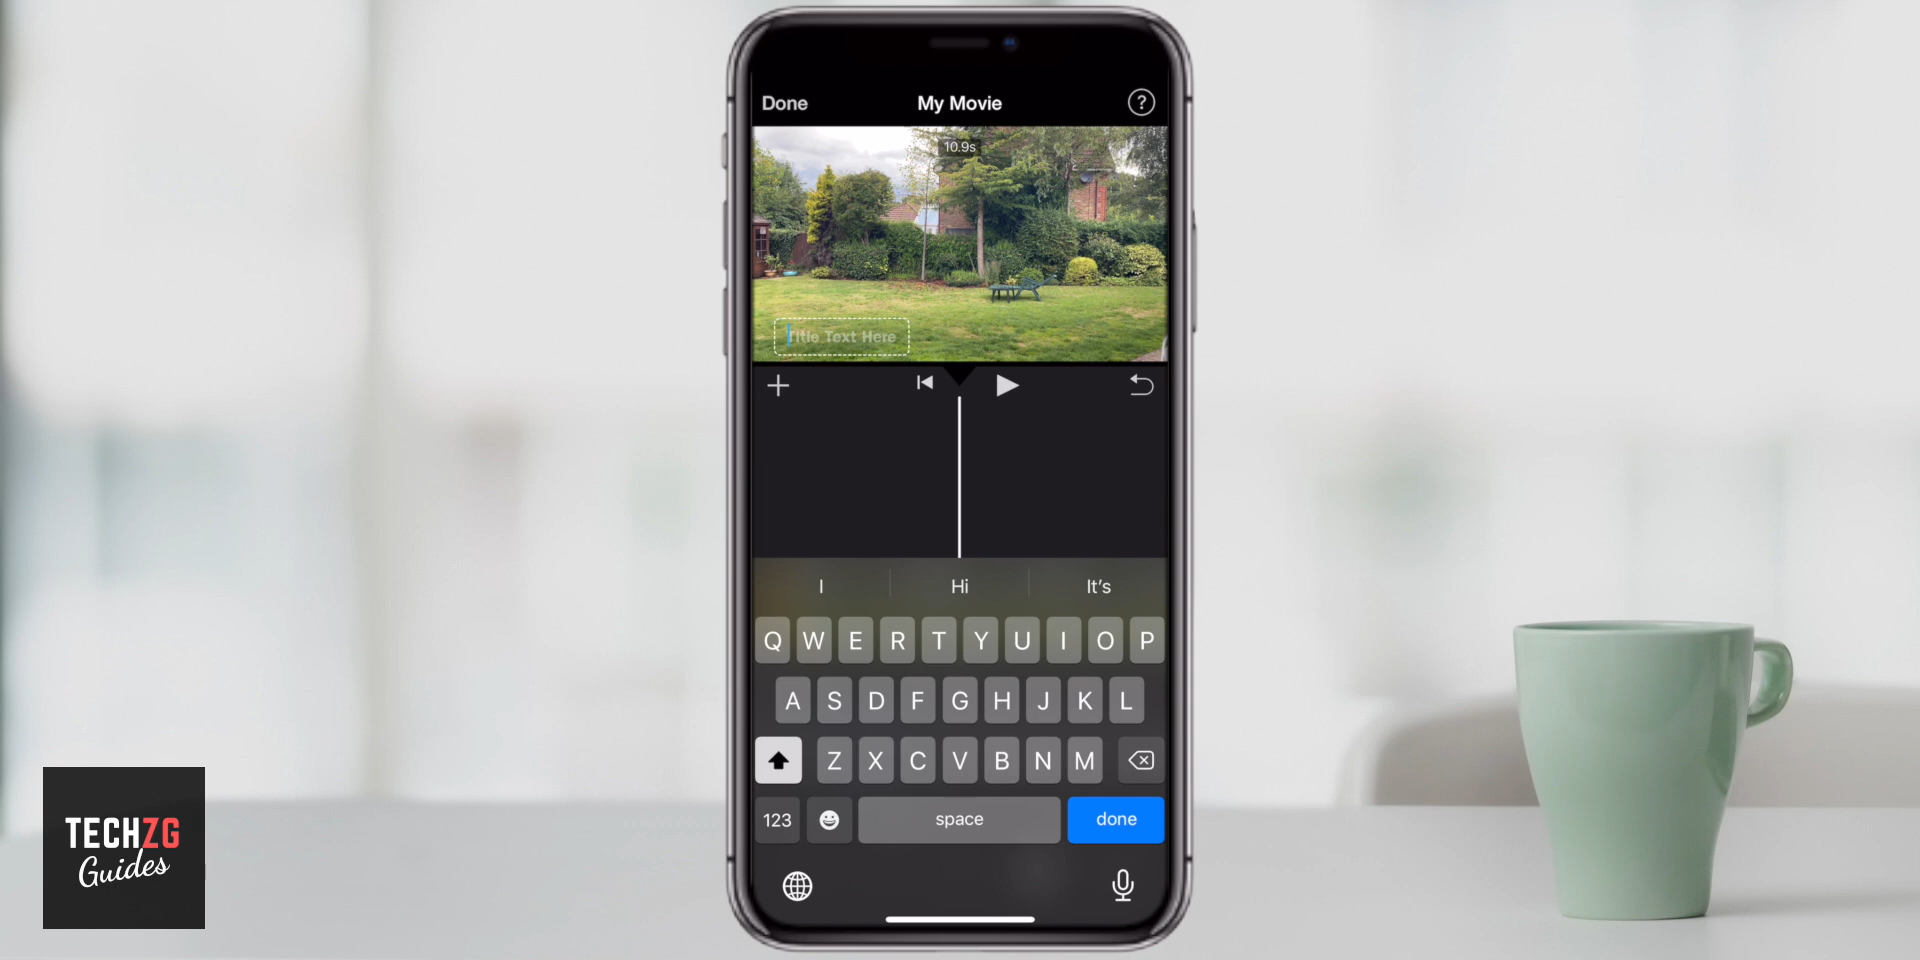 Done My Movie ?
10.9s
Title Text Here
I Hi It's
Q W E R T Y U I O P
A S D F G H J K L
Z X C V B N M
123 space done
TECHZG
Guides